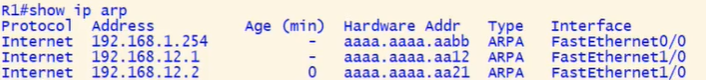 R1#show ip arp
Protocol  Address          Age (min)  Hardware Addr   Type   Interface
Internet  192.168.1.254           -   aaaa.aaaa.aabb  ARPA   FastEthernet0/0
Internet  192.168.12.1            -   aaaa.aaaa.aa12  ARPA   FastEthernet1/0
Internet  192.168.12.2            0   aaaa.aaaa.aa21  ARPA   FastEthernet1/0